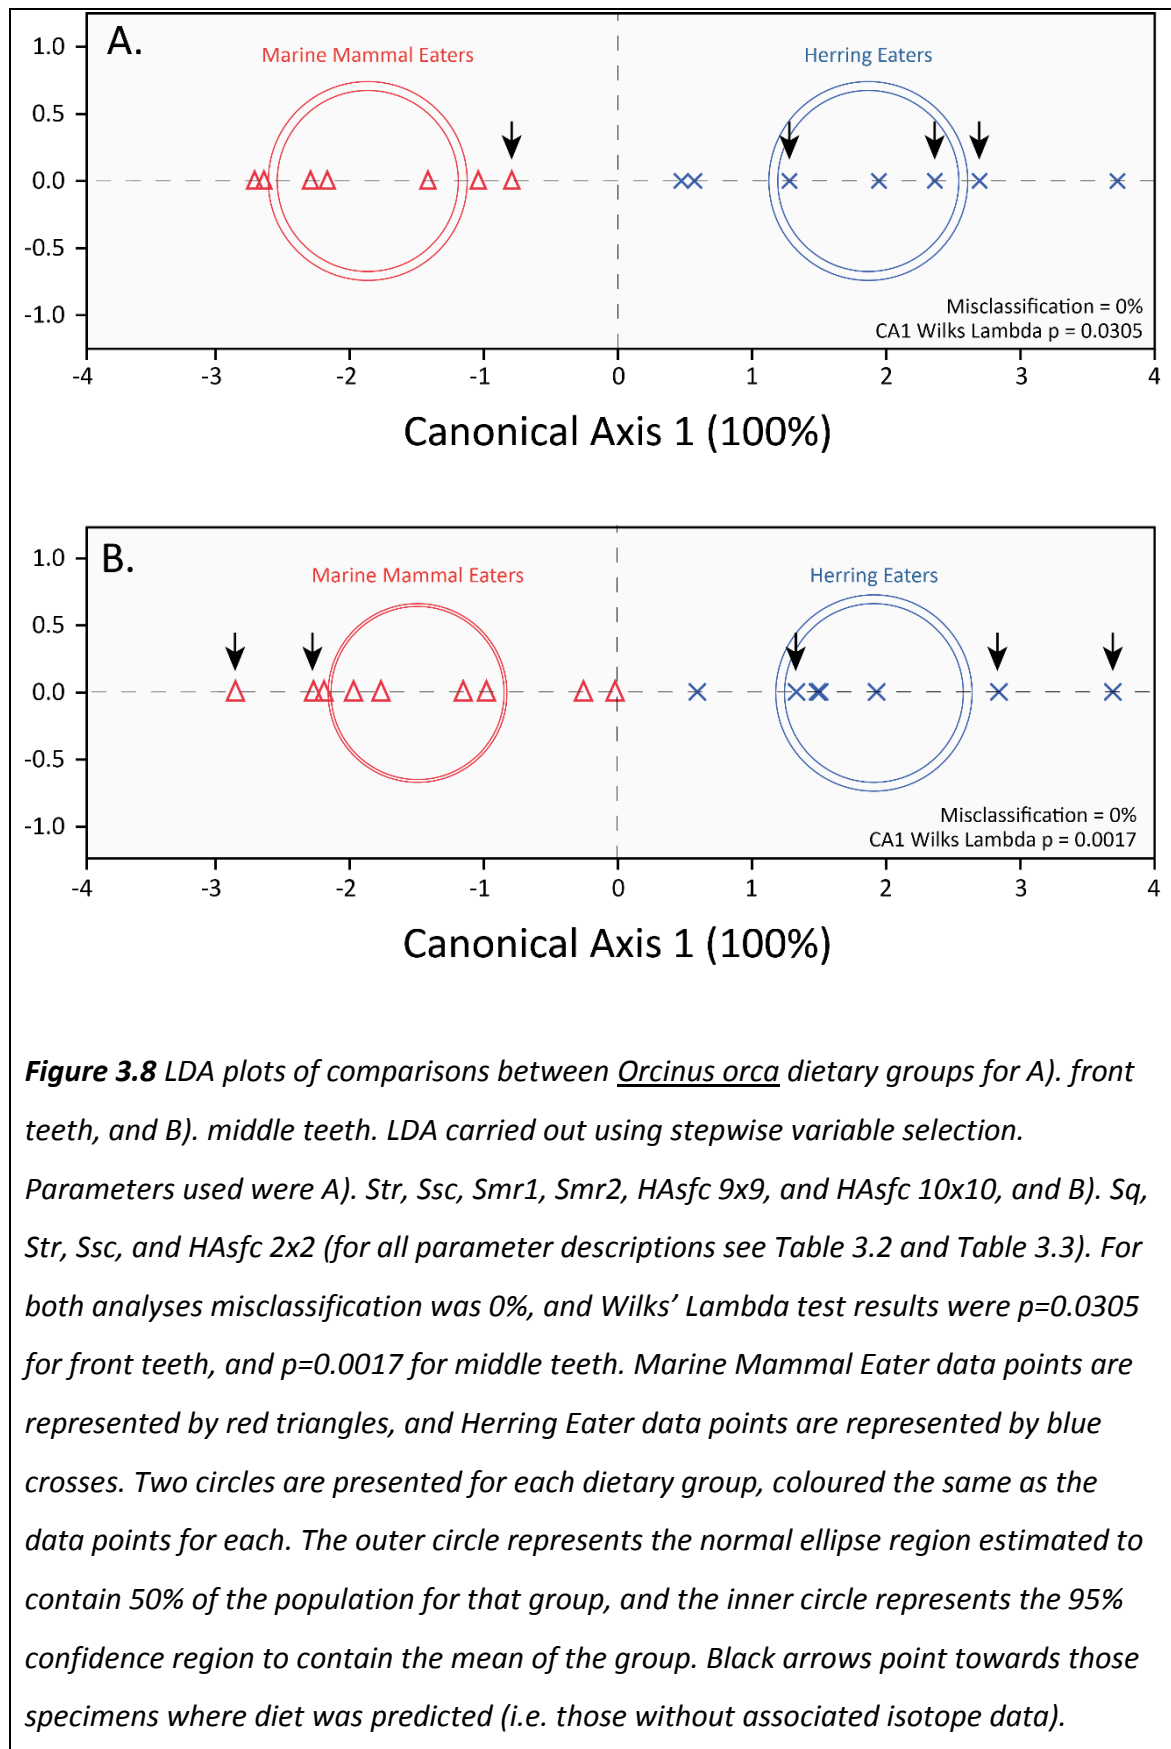 A.
Marine Mammal Eaters
Herring Eaters
1.0
0.5
0.0
-0.5
-1.0
Misclassification = 0%
CA1 Wilks Lambda p = 0.0305
-4 -3 -2 -1 0 1 2 3 4
Canonical Axis 1 (100%)
B.
Marine Mammal Eaters
Herring Eaters
1.0
0.5
0.0
-0.5
-1.0
Misclassification = 0%
CA1 Wilks Lambda p = 0.0017
-4 -3 -2 -1 0 1 2 3 4
Canonical Axis 1 (100%)
Figure 3.8 LDA plots of comparisons between Orcinus orca dietary groups for A). front
teeth, and B). middle teeth. LDA carried out using stepwise variable selection.
Parameters used were A). Str, Ssc, Smr1, Smr2, HAsfc 9x9, and HAsfc 10x10, and B). Sq,
Str, Ssc, and HAsfc 2x2 (for all parameter descriptions see Table 3.2 and Table 3.3). For
both analyses misclassification was 0%, and Wilks’ Lambda test results were p=0.0305
for front teeth, and p=0.0017 for middle teeth. Marine Mammal Eater data points are
represented by red triangles, and Herring Eater data points are represented by blue
crosses. Two circles are presented for each dietary group, coloured the same as the
data points for each. The outer circle represents the normal ellipse region estimated to
contain 50% of the population for that group, and the inner circle represents the 95%
confidence region to contain the mean of the group. Black arrows point towards those
specimens where diet was predicted (i.e. those without associated isotope data).